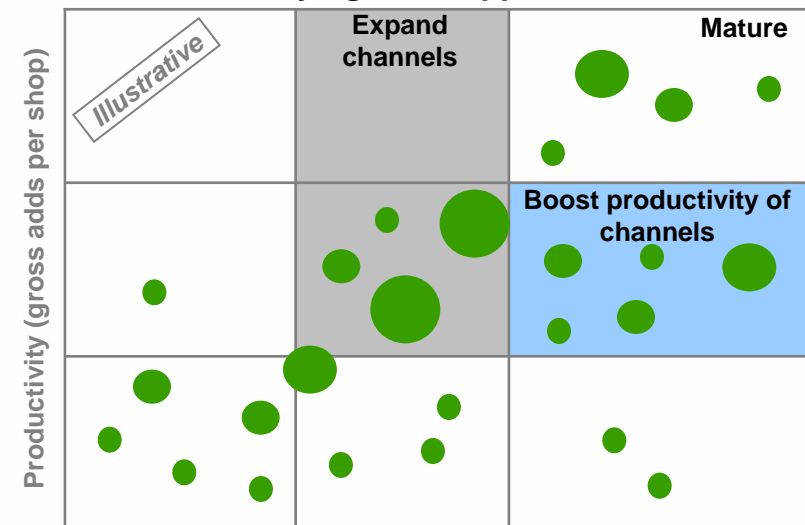 Expand
channels
Mature
Illustrative
Boost productivity of
channels
Productivity (gross adds per shop)